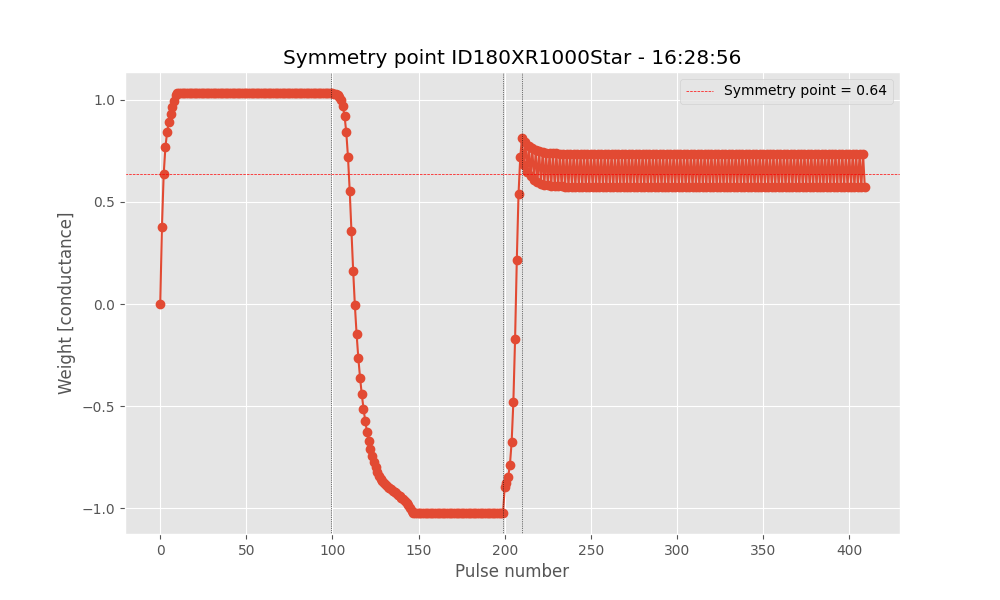 Symmetry point ID180XR1000Star - 16:28:56
Symmetry point = 0.64
1.0
0.5
0.0
−0.5
−1.0
Weight [conductance]
0 50 100 150 200 250 300 350 400
Pulse number